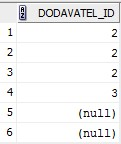 DODAVATEL_ID
1 2
2 2
3 2
4 3
5 (null)
6 (null)